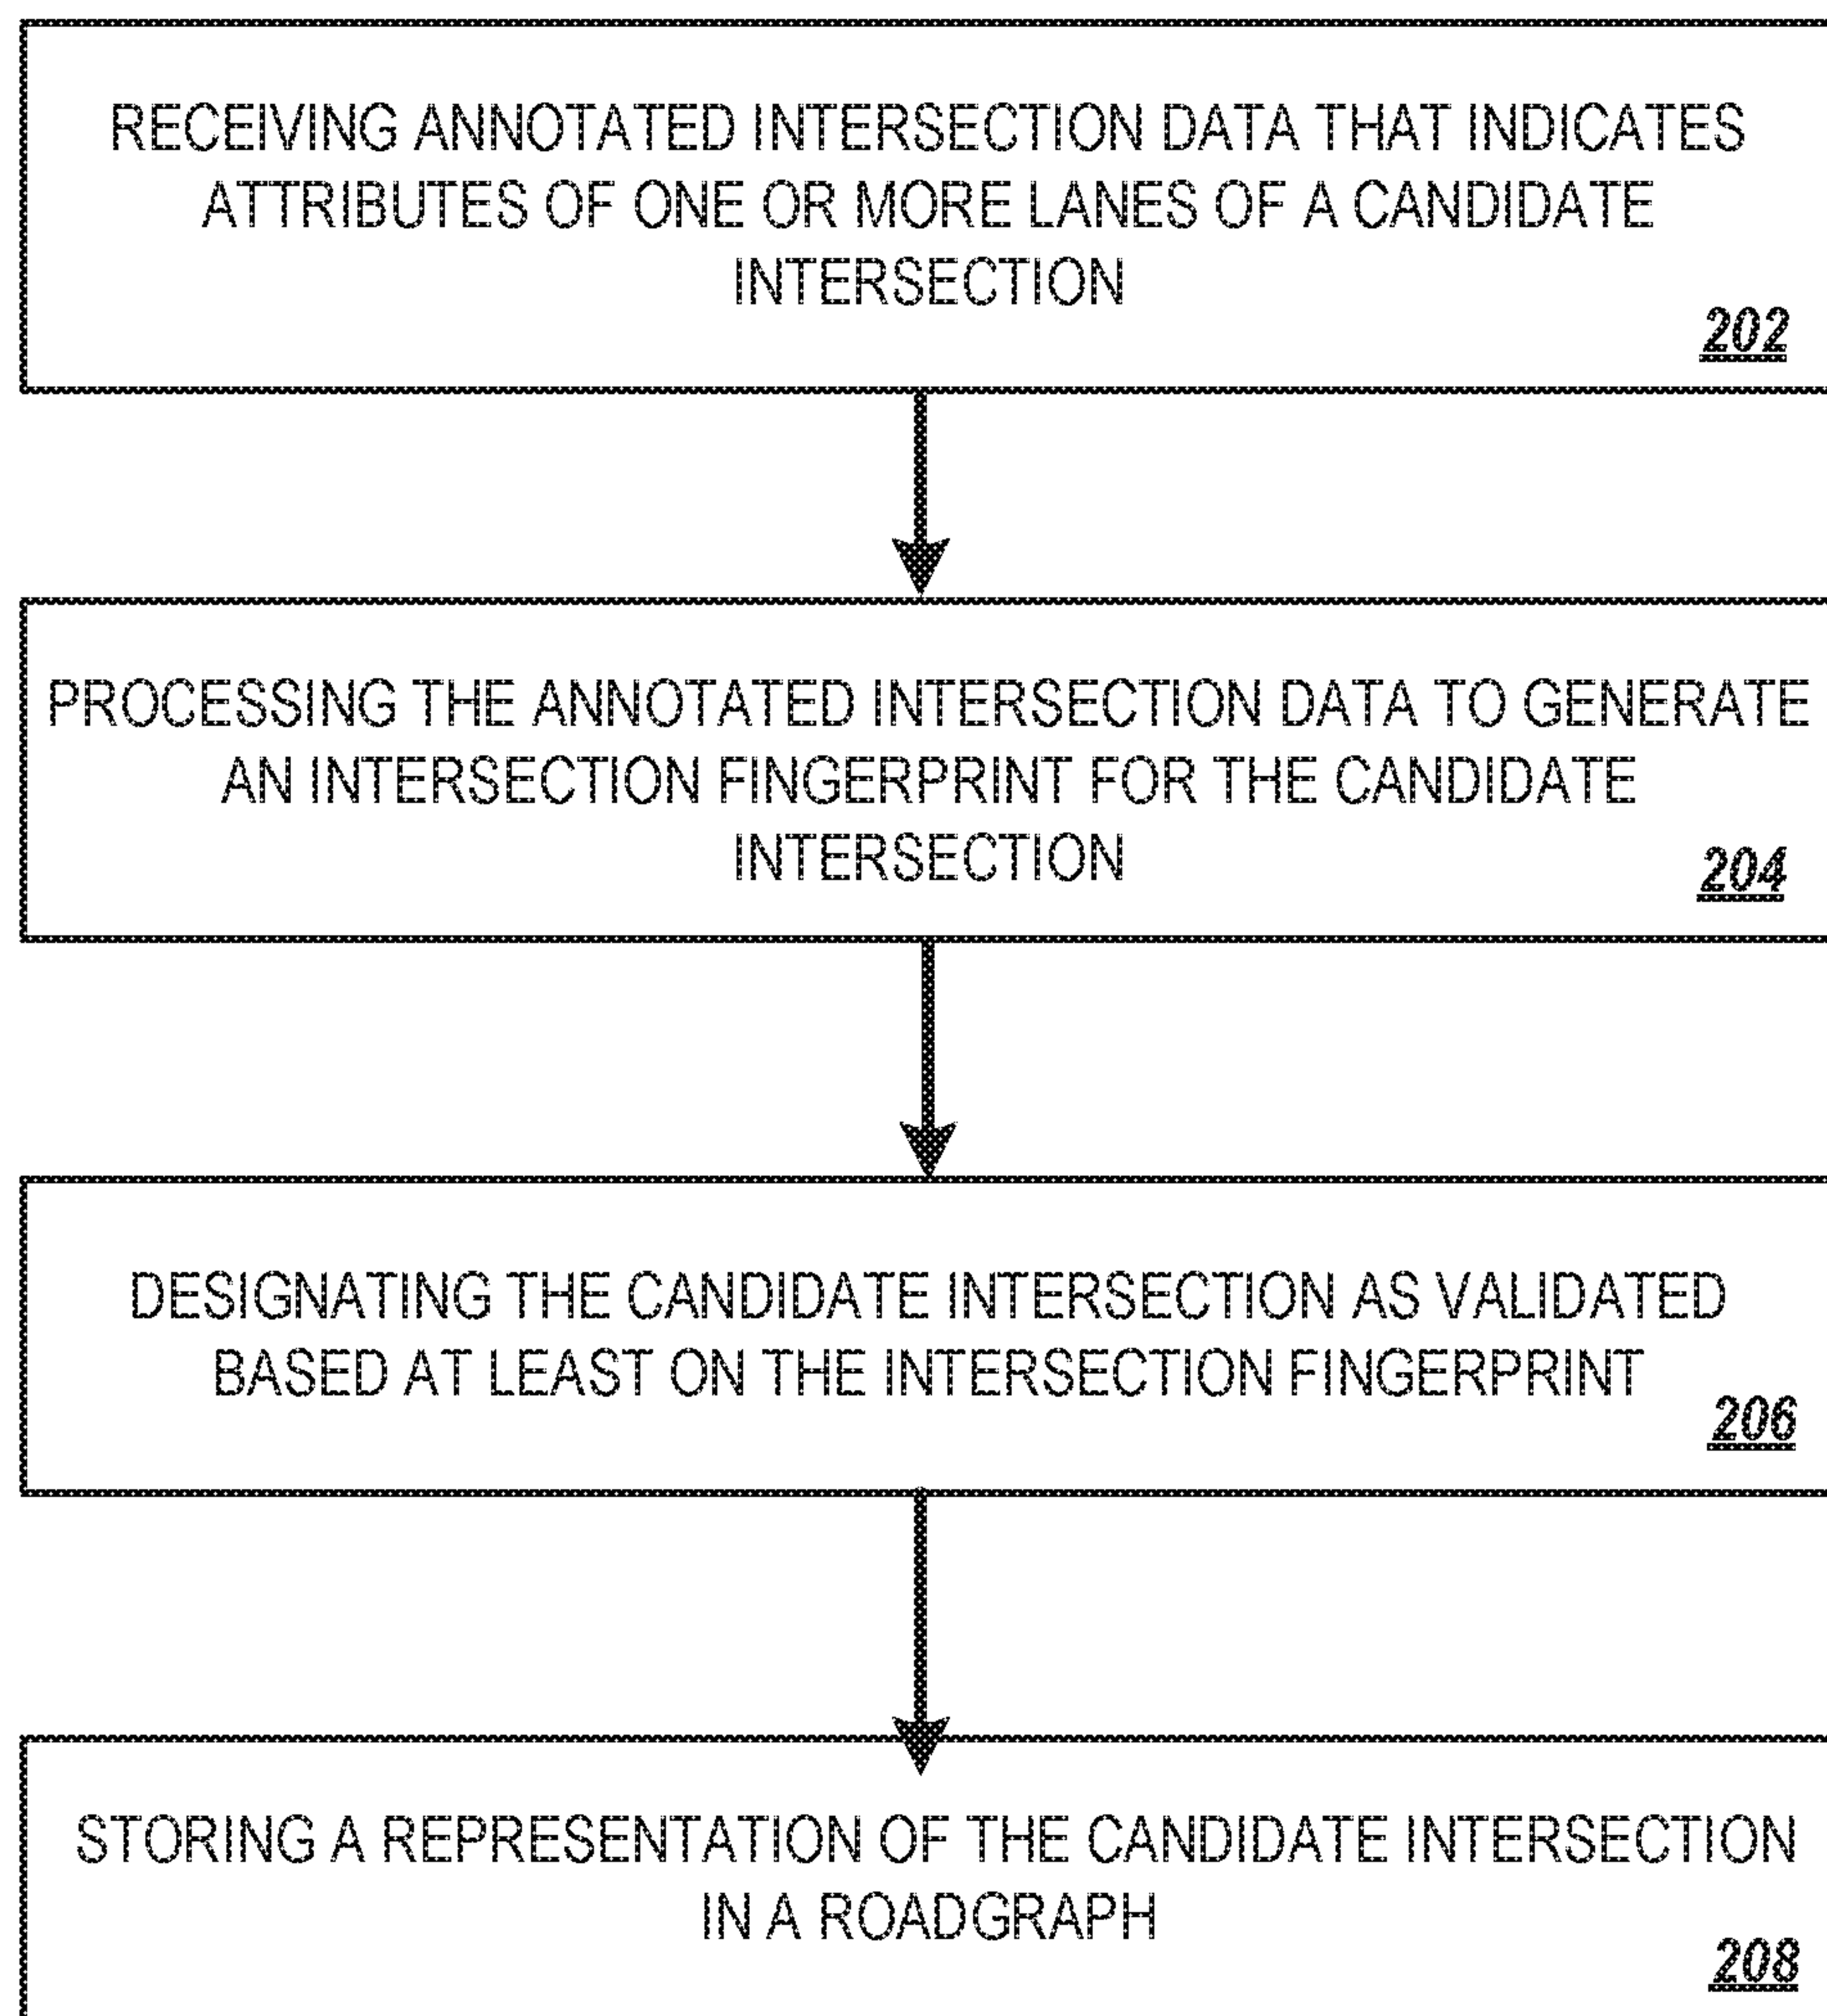 RECEIVING ANNOTATED INTERSECTION DATA THAT INDICATES
ATTRIBUTES OF ONE OR MORE LANES OF A CANDIDATE
INTERSECTION
202
PROCESSING THE ANNOTATED INTERSECTION DATA TO GENERATE
AN INTERSECTION FINGERPRINT FOR THE CANDIDATE
INTERSECTION
204
DESIGNATING THE CANDIDATE INTERSECTION AS VALIDATED
BASED AT LEAST ON THE INTERSECTION FINGERPRINT
206
STORING A REPRESENTATION OF THE CANDIDATE INTERSECTION
IN A ROADGRAPH
208